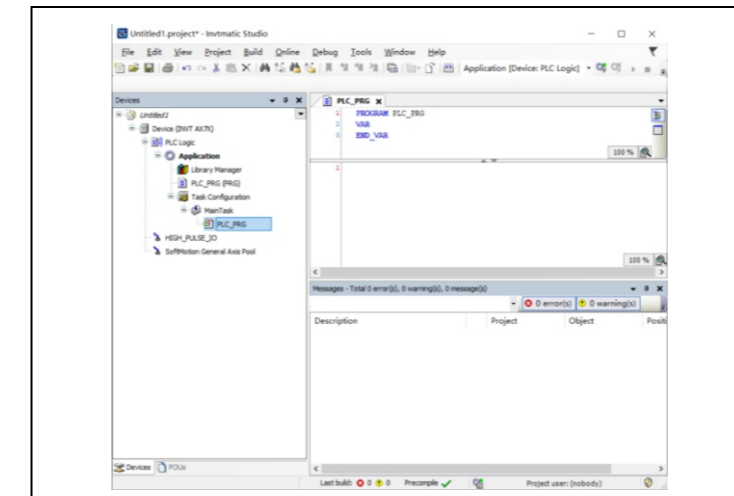 Untitled1.project* - Invtmatic Studio
File Edit View Project Build Online Debug Tools Window Help
Application [Device: PLC Logic]
Devices
Untitled1
Device (INVT AX7X)
PLC Logic
Application
Library Manager
PLC_PRG (PRG)
Task Configuration
MainTask
PLC_PRG
HIGH_PULSE_IO
SoftMotion General Axis Pool
Devices POUs
PLC_PRG
1 PROGRAM PLC_PRG
2 VAR
3 END_VAR
100 %
1
100 %
Messages - Total 0 error(s), 0 warning(s), 0 message(s)
0 error(s) 0 warning(s)
Description Project Object Positi
Last build: 0 0 Precompile Project user: (nobody)